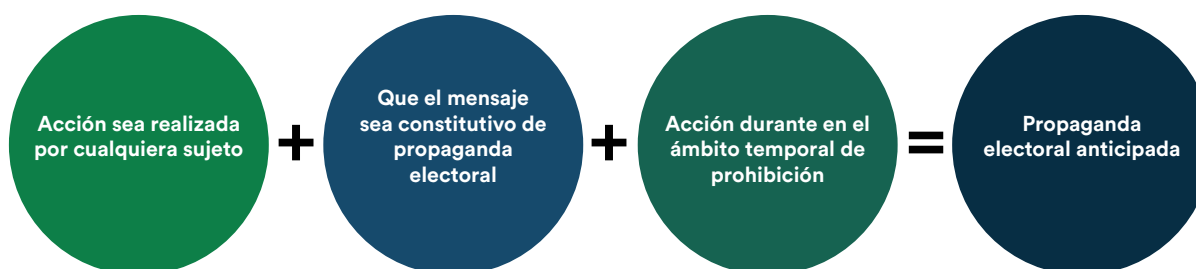 Acción sea realizada
por cualquiera sujeto
+
Que el mensaje
sea constitutivo de
propaganda
electoral
+
Acción durante en el
ámbito temporal de
prohibición
=
Propaganda
electoral anticipada